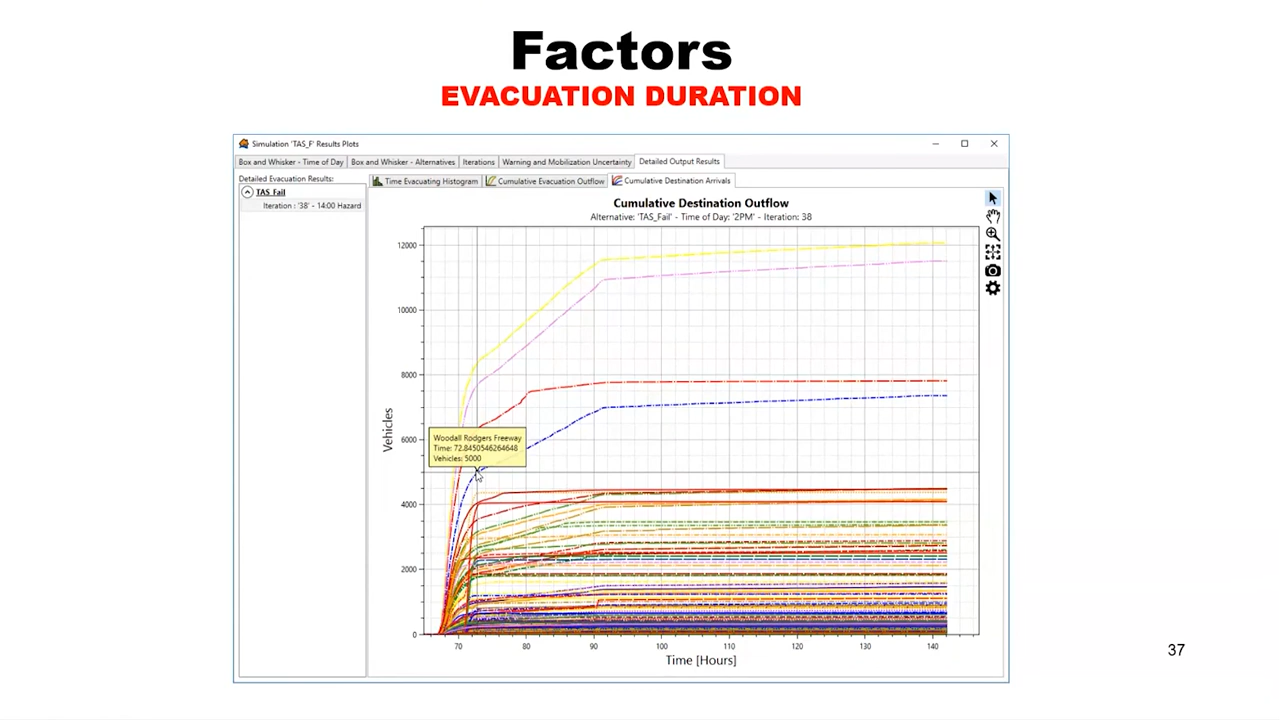 Factors
EVACUATION DURATION
Simulation 'TAS_F' Results Plots
Box and Whisker - Time of Day
Box and Whisker - Alternatives
Iterations
Warning and Mobilization Uncertainty
Detailed Output Results
Detailed Evacuation Results:
TAS_Fail
Iteration : '38' - 14:00 Hazard
Time Evacuating Histogram
Cumulative Evacuation Outflow
Cumulative Destination Arrivals
Cumulative Destination Outflow
Alternative: 'TAS_Fail' - Time of Day: '2PM' - Iteration: 38
12000
10000
8000
6000
4000
2000
0
Vehicles
Woodall Rodgers Freeway
Time: 72.8450546264648
Vehicles: 5000
70 80 90 100 110 120 130 140
Time [Hours]
37